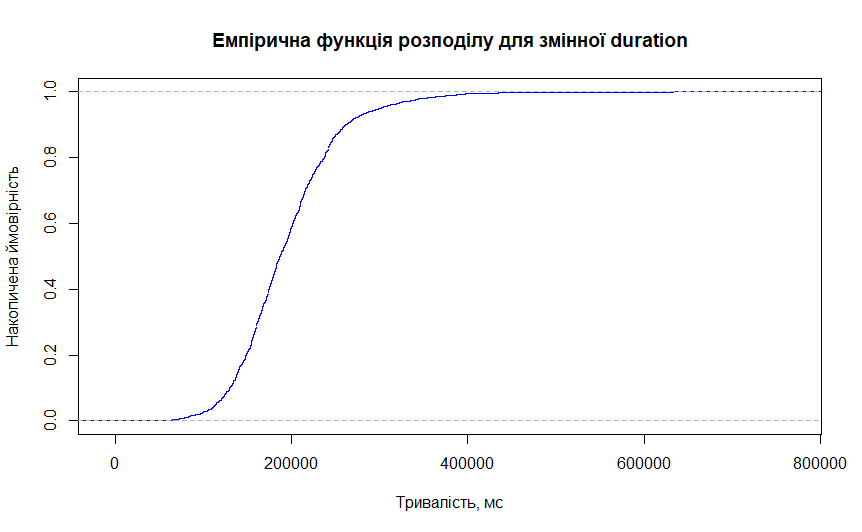 Емпірична функція розподілу для змінної duration
Накопичена ймовірність
1.0
0.8
0.6
0.4
0.2
0.0
0 200000 400000 600000 800000
Тривалість, мс